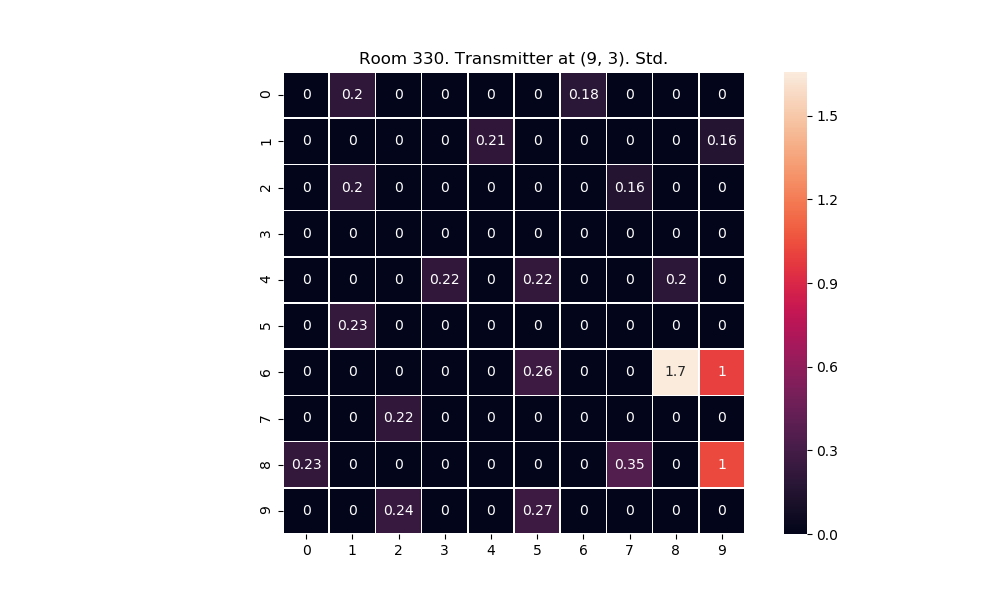 Room 330. Transmitter at (9, 3). Std.
0 0 0.2 0 0 0 0 0.18 0 0 0
1 0 0 0 0 0.21 0 0 0 0 0.16
2 0 0.2 0 0 0 0 0 0.16 0 0
3 0 0 0 0 0 0 0 0 0 0
4 0 0 0 0.22 0 0.22 0 0 0.2 0
5 0 0.23 0 0 0 0 0 0 0 0
6 0 0 0 0 0 0.26 0 0 1.7 1
7 0 0 0.22 0 0 0 0 0 0 0
8 0.23 0 0 0 0 0 0 0.35 0 1
9 0 0 0.24 0 0 0.27 0 0 0 0
0 1 2 3 4 5 6 7 8 9
1.5
1.2
0.9
0.6
0.3
0.0